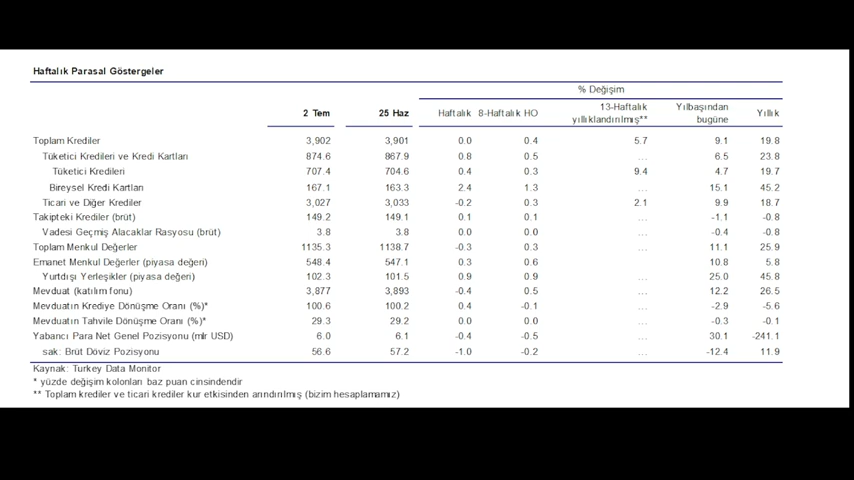 Haftalık Parasal Göstergeler
% Değişim
2 Tem 25 Haz Haftalık 8-Haftalık HO 13-Haftalık yıllıklandırılmış** Yılbaşından bugüne Yıllık
Toplam Krediler 3,902 3,901 0.0 0.4 5.7 9.1 19.8
Tüketici Kredileri ve Kredi Kartları 874.6 867.9 0.8 0.5 ... 6.5 23.8
Tüketici Kredileri 707.4 704.6 0.4 0.3 9.4 4.7 19.7
Bireysel Kredi Kartları 167.1 163.3 2.4 1.3 ... 15.1 45.2
Ticari ve Diğer Krediler 3,027 3,033 -0.2 0.3 2.1 9.9 18.7
Takipteki Krediler (brüt) 149.2 149.1 0.1 0.1 ... -1.1 -0.8
Vadesi Geçmiş Alacaklar Rasyosu (brüt) 3.8 3.8 0.0 0.0 ... -0.4 -0.8
Toplam Menkul Değerler 1135.3 1138.7 -0.3 0.3 ... 11.1 25.9
Emanet Menkul Değerler (piyasa değeri) 548.4 547.1 0.3 0.6 10.8 5.8
Yurtdışı Yerleşikler (piyasa değeri) 102.3 101.5 0.9 0.9 ... 25.0 45.8
Mevduat (katılım fonu) 3,877 3,893 -0.4 0.5 ... 12.2 26.5
Mevduatın Krediye Dönüşme Oranı (%)* 100.6 100.2 0.4 -0.1 ... -2.9 -5.6
Mevduatın Tahvile Dönüşme Oranı (%)* 29.3 29.2 0.0 0.0 ... -0.3 -0.1
Yabancı Para Net Genel Pozisyonu (mlr USD) 6.0 6.1 -0.4 -0.5 ... 30.1 -241.1
sak: Brüt Döviz Pozisyonu 56.6 57.2 -1.0 -0.2 ... -12.4 11.9
Kaynak: Turkey Data Monitor
* yüzde değişim kolonları baz puan cinsindendir
** Toplam krediler ve ticari krediler kur etkisinden arındırılmış (bizim hesaplamamız)